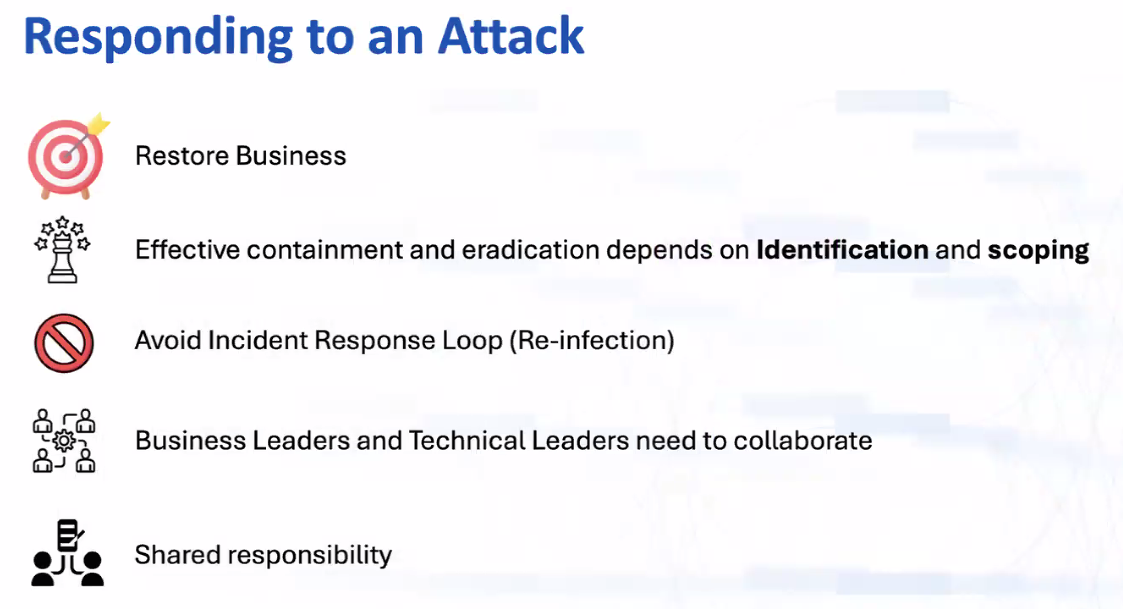 Responding to an Attack
Restore Business
Effective containment and eradication depends on Identification and scoping
Avoid Incident Response Loop (Re-infection)
Business Leaders and Technical Leaders need to collaborate
Shared responsibility